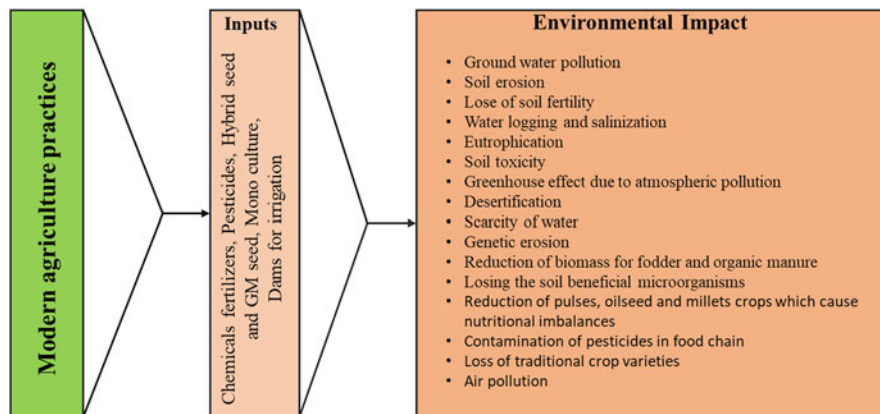 Modern agriculture practices
Inputs
Chemicals fertilizers, Pesticides, Hybrid seed
and GM seed, Mono culture,
Dams for irrigation
Environmental Impact
• Ground water pollution
• Soil erosion
• Lose of soil fertility
• Water logging and salinization
• Eutrophication
• Soil toxicity
• Greenhouse effect due to atmospheric pollution
• Desertification
• Scarcity of water
• Genetic erosion
• Reduction of biomass for fodder and organic manure
• Losing the soil beneficial microorganisms
• Reduction of pulses, oilseed and millets crops which cause
nutritional imbalances
• Contamination of pesticides in food chain
• Loss of traditional crop varieties
• Air pollution